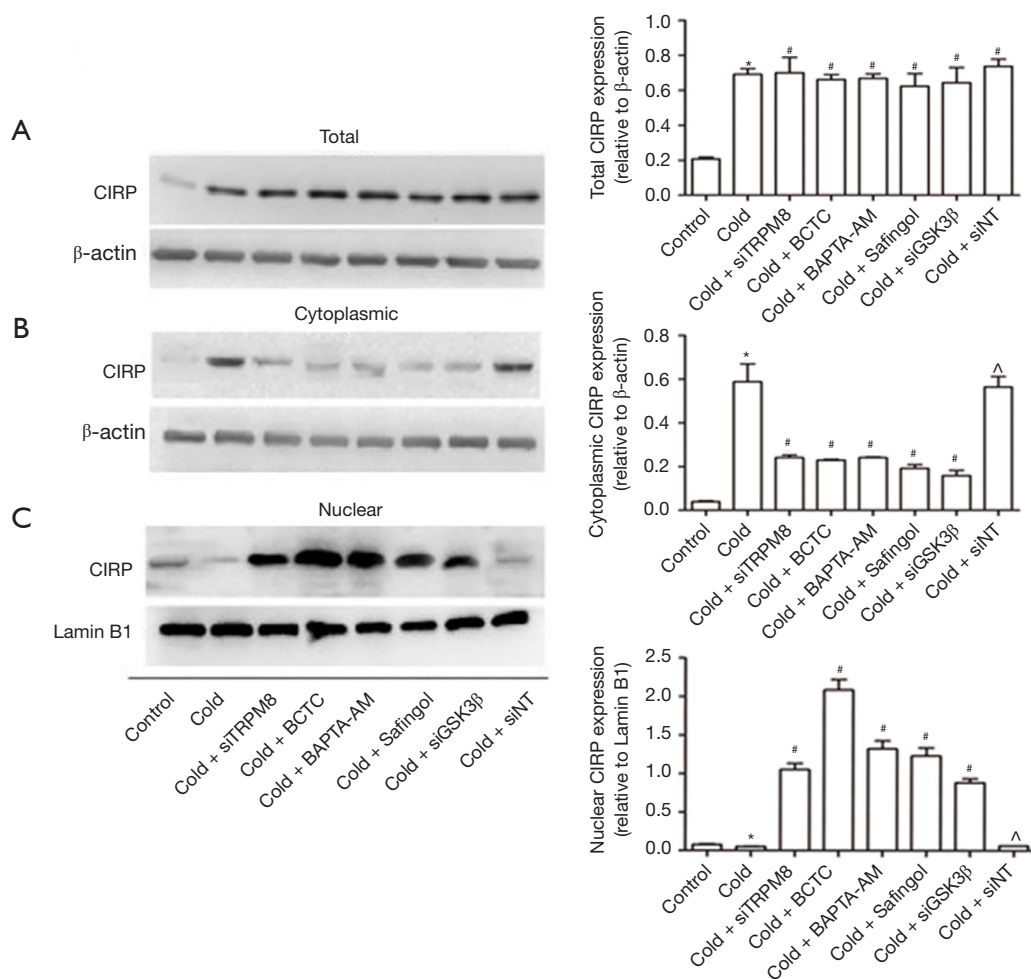 A
Total
CIRP
β-actin
B
Cytoplasmic
CIRP
β-actin
C
Nuclear
CIRP
Lamin B1
Control
Cold
Cold + siTRPM8
Cold + BCTC
Cold + BAPTA-AM
Cold + Safingol
Cold + siGSK3β
Cold + siNT
Total CIRP expression
(relative to β-actin)
1.0
0.8
0.6
0.4
0.2
0.0
* # # # # # #
Control
Cold
Cold + siTRPM8
Cold + BCTC
Cold + BAPTA-AM
Cold + Safingol
Cold + siGSK3β
Cold + siNT
Cytoplasmic CIRP expression
(relative to β-actin)
0.8
0.6
0.4
0.2
0.0
* # # # # # ^
Control
Cold
Cold + siTRPM8
Cold + BCTC
Cold + BAPTA-AM
Cold + Safingol
Cold + siGSK3β
Cold + siNT
Nuclear CIRP expression
(relative to Lamin B1)
2.5
2.0
1.5
1.0
0.5
0.0
* # # # # # ^
Control
Cold
Cold + siTRPM8
Cold + BCTC
Cold + BAPTA-AM
Cold + Safingol
Cold + siGSK3β
Cold + siNT